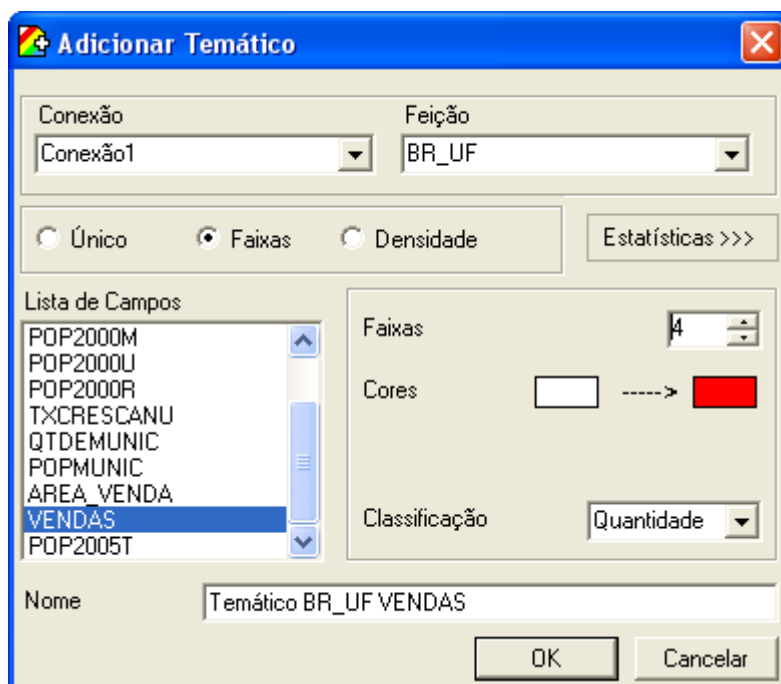 Adicionar Temático
Conexão
Feição
Conexão1
BR_UF
Único
Faixas
Densidade
Estatísticas >>>
Lista de Campos
POP2000M
POP2000U
POP2000R
TXCRESCANU
QTDEMUNIC
POPMUNIC
AREA_VENDA
VENDAS
POP2005T
Faixas
4
Cores
----->
Classificação
Quantidade
Nome
Temático BR_UF VENDAS
OK
Cancelar